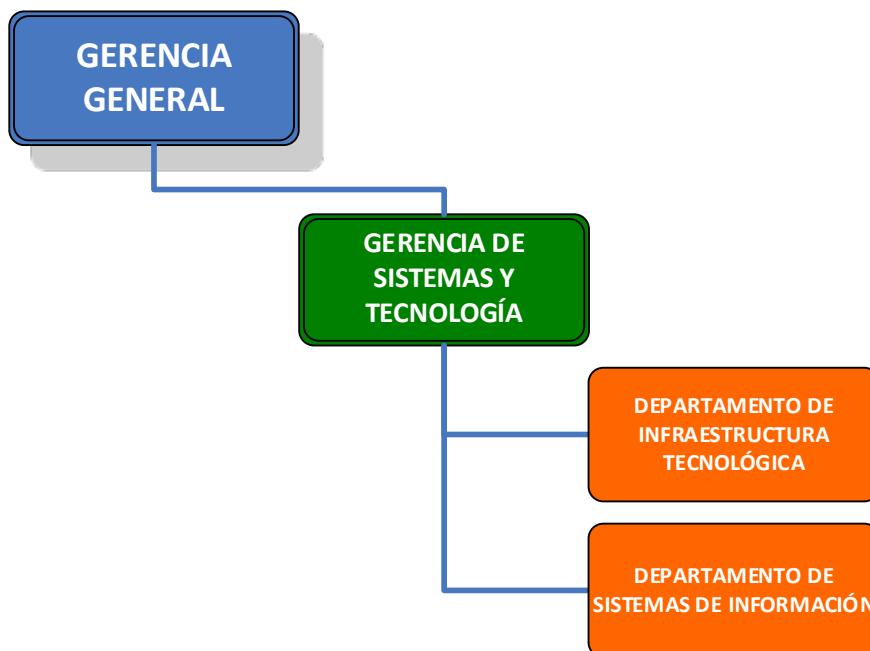 GERENCIA
GENERAL
GERENCIA DE
SISTEMAS Y
TECNOLOGÍA
DEPARTAMENTO DE
INFRAESTRUCTURA
TECNOLÓGICA
DEPARTAMENTO DE
SISTEMAS DE INFORMACIÓN